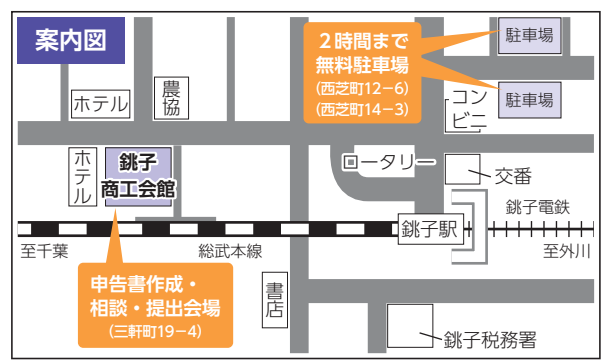 案内図
2時間まで
無料駐車場
(西芝町12−6)
(西芝町14−3)
駐車場
駐車場
ホテル
農協
コンビニ
ホテル
銚子
商工会館
ロータリー
交番
銚子電鉄
銚子駅
至千葉
総武本線
至外川
申告書作成・
相談・提出会場
(三軒町19−4)
書店
銚子税務署